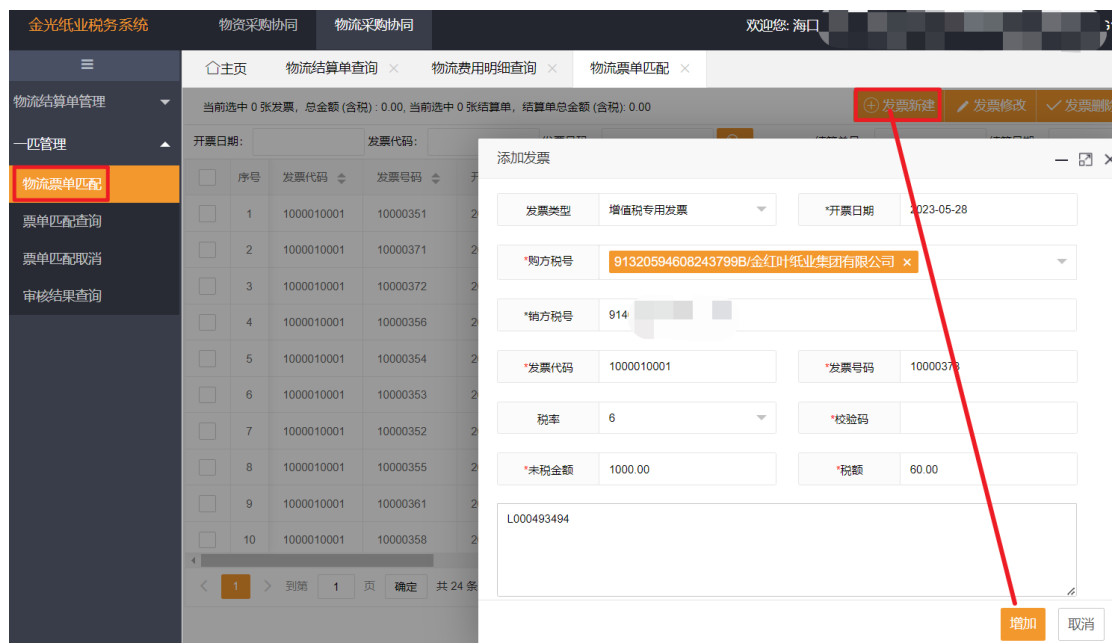 金光纸业税务系统 物资采购协同 物流采购协同 欢迎您: 海口
主页 物流结算单查询 × 物流费用明细查询 × 物流票单匹配 ×
物流结算单管理
一匹管理
物流票单匹配
票单匹配查询
票单匹配取消
审核结果查询
当前选中 0 张发票，总金额 (含税) : 0.00, 当前选中 0 张结算单，结算单总金额 (含税): 0.00
发票新建 发票修改 发票删除
开票日期: 发票代码:
序号 发票代码 发票号码
1 1000010001 10000351
2 1000010001 10000371
3 1000010001 10000372
4 1000010001 10000356
5 1000010001 10000354
6 1000010001 10000353
7 1000010001 10000352
8 1000010001 10000355
9 1000010001 10000361
10 1000010001 10000358
< 1 > 到第 1 页 确定 共 24 条
添加发票
发票类型 增值税专用发票 *开票日期 2023-05-28
*购方税号 91320594608243799B/金红叶纸业集团有限公司 ×
*销方税号 914
*发票代码 1000010001 *发票号码 10000373
税率 6 *校验码
*未税金额 1000.00 *税额 60.00
L000493494
增加 取消